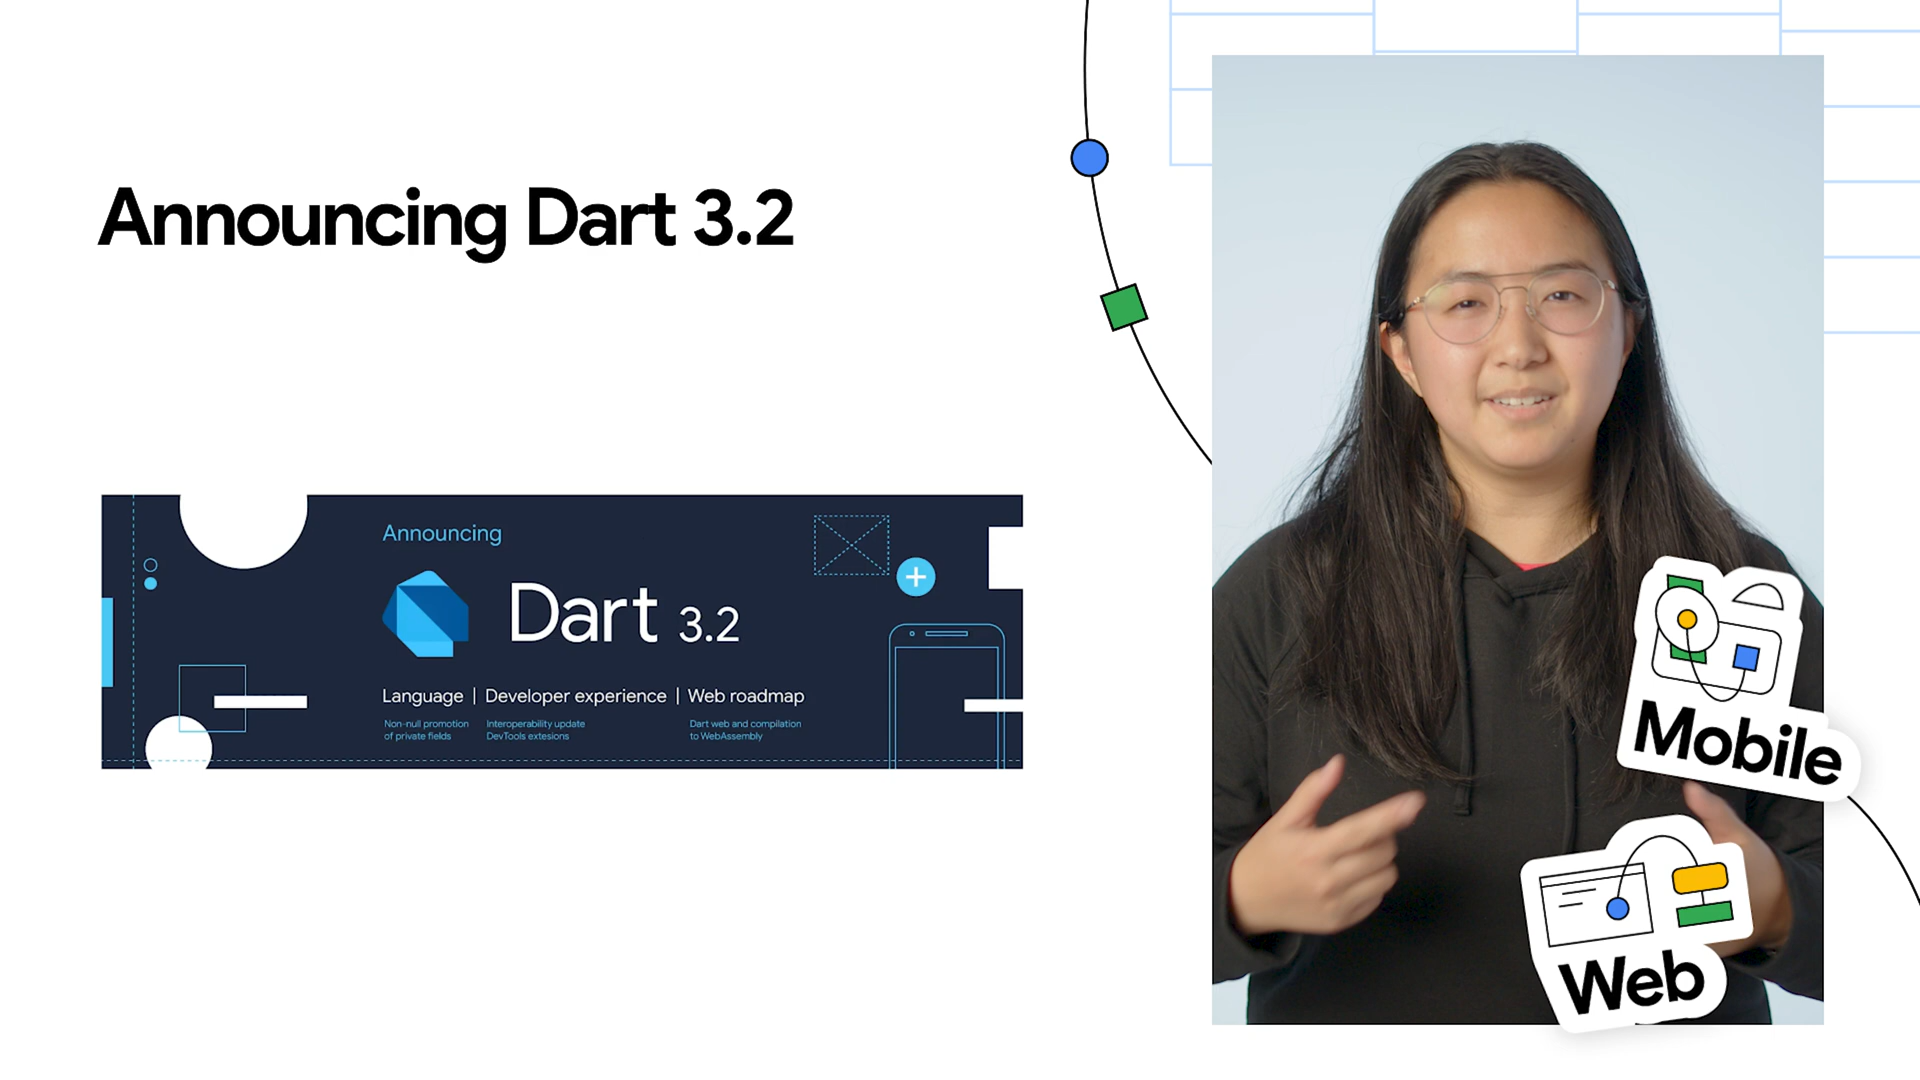 Announcing Dart 3.2
Announcing
Dart 3.2
Language | Developer experience | Web roadmap
Non-null promotion
of private fields
Interoperability update
DevTools extesions
Dart web and compilation
to WebAssembly
Mobile
Web